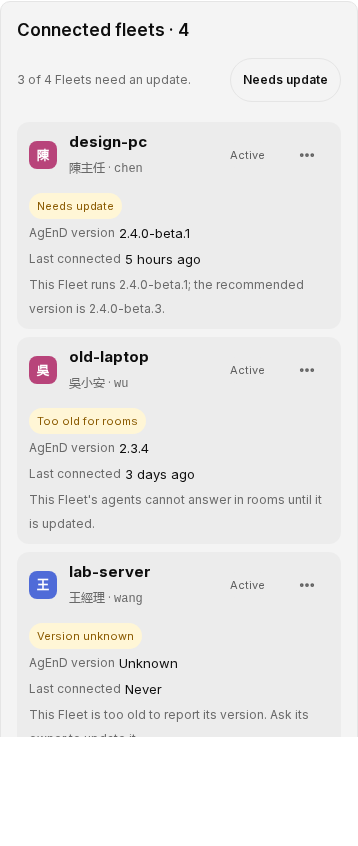 Connected fleets · 4
3 of 4 Fleets need an update.
Needs update
陳
design-pc
陳主任 · chen
Active
•••
Needs update
AgEnD version 2.4.0-beta.1
Last connected 5 hours ago
This Fleet runs 2.4.0-beta.1; the recommended
version is 2.4.0-beta.3.
吳
old-laptop
吳小安 · wu
Active
•••
Too old for rooms
AgEnD version 2.3.4
Last connected 3 days ago
This Fleet's agents cannot answer in rooms until it
is updated.
王
lab-server
王經理 · wang
Active
•••
Version unknown
AgEnD version Unknown
Last connected Never
This Fleet is too old to report its version. Ask its
owner to update it.